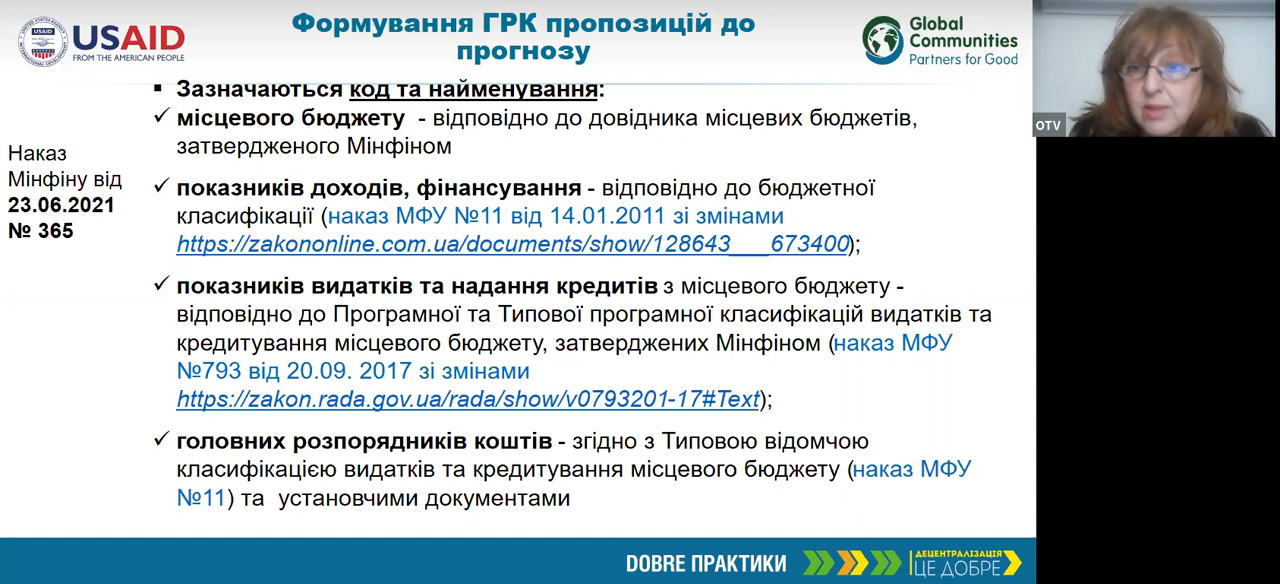 USAID
FROM THE AMERICAN PEOPLE
Формування ГРК пропозицій до
прогнозу
Global
Communities
Partners for Good
OTV
Наказ
Мінфіну від
23.06.2021
№ 365
▪ Зазначаються код та найменування:
✓ місцевого бюджету - відповідно до довідника місцевих бюджетів,
затвердженого Мінфіном
✓ показників доходів, фінансування - відповідно до бюджетної
класифікації (наказ МФУ №11 від 14.01.2011 зі змінами
https://zakononline.com.ua/documents/show/128643___673400);
✓ показників видатків та надання кредитів з місцевого бюджету -
відповідно до Програмної та Типової програмної класифікацій видатків та
кредитування місцевого бюджету, затверджених Мінфіном (наказ МФУ
№793 від 20.09. 2017 зі змінами
https://zakon.rada.gov.ua/rada/show/v0793201-17#Text);
✓ головних розпорядників коштів - згідно з Типовою відомчою
класифікацією видатків та кредитування місцевого бюджету (наказ МФУ
№11) та установчими документами
DOBRE ПРАКТИКИ
ДЕЦЕНТРАЛІЗАЦІЯ
ЦЕ ДОБРЕ